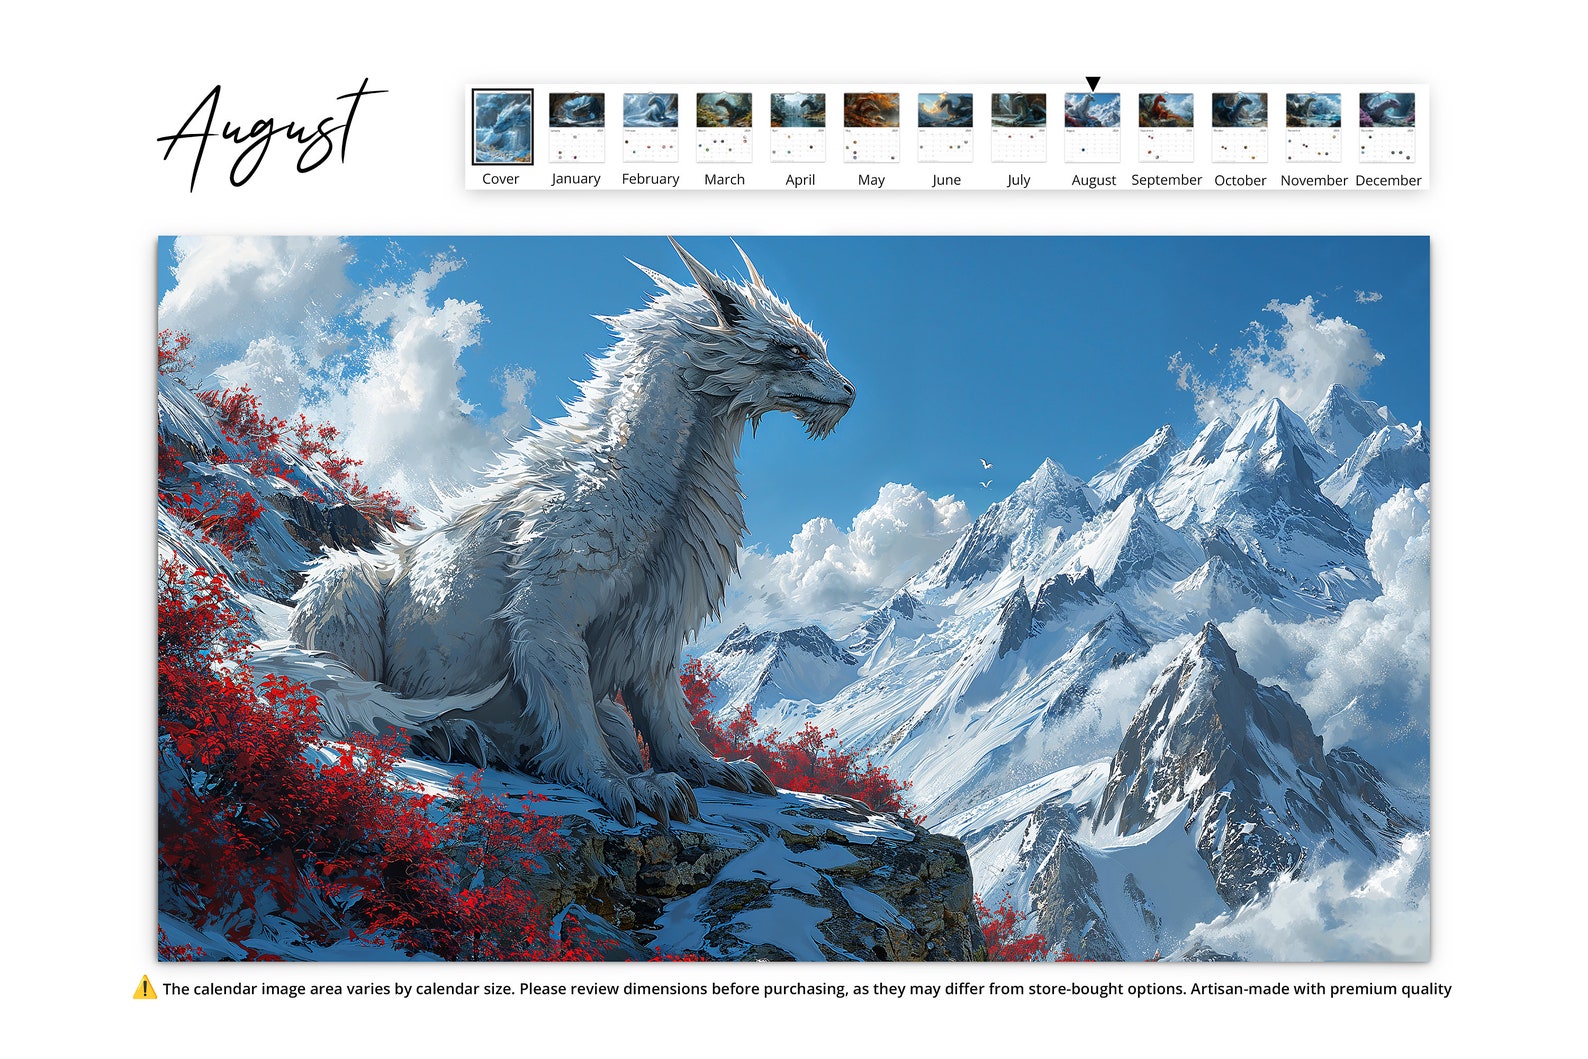 August
Cover January February March April May June July August September October November December
The calendar image area varies by calendar size. Please review dimensions before purchasing, as they may differ from store-bought options. Artisan-made with premium quality